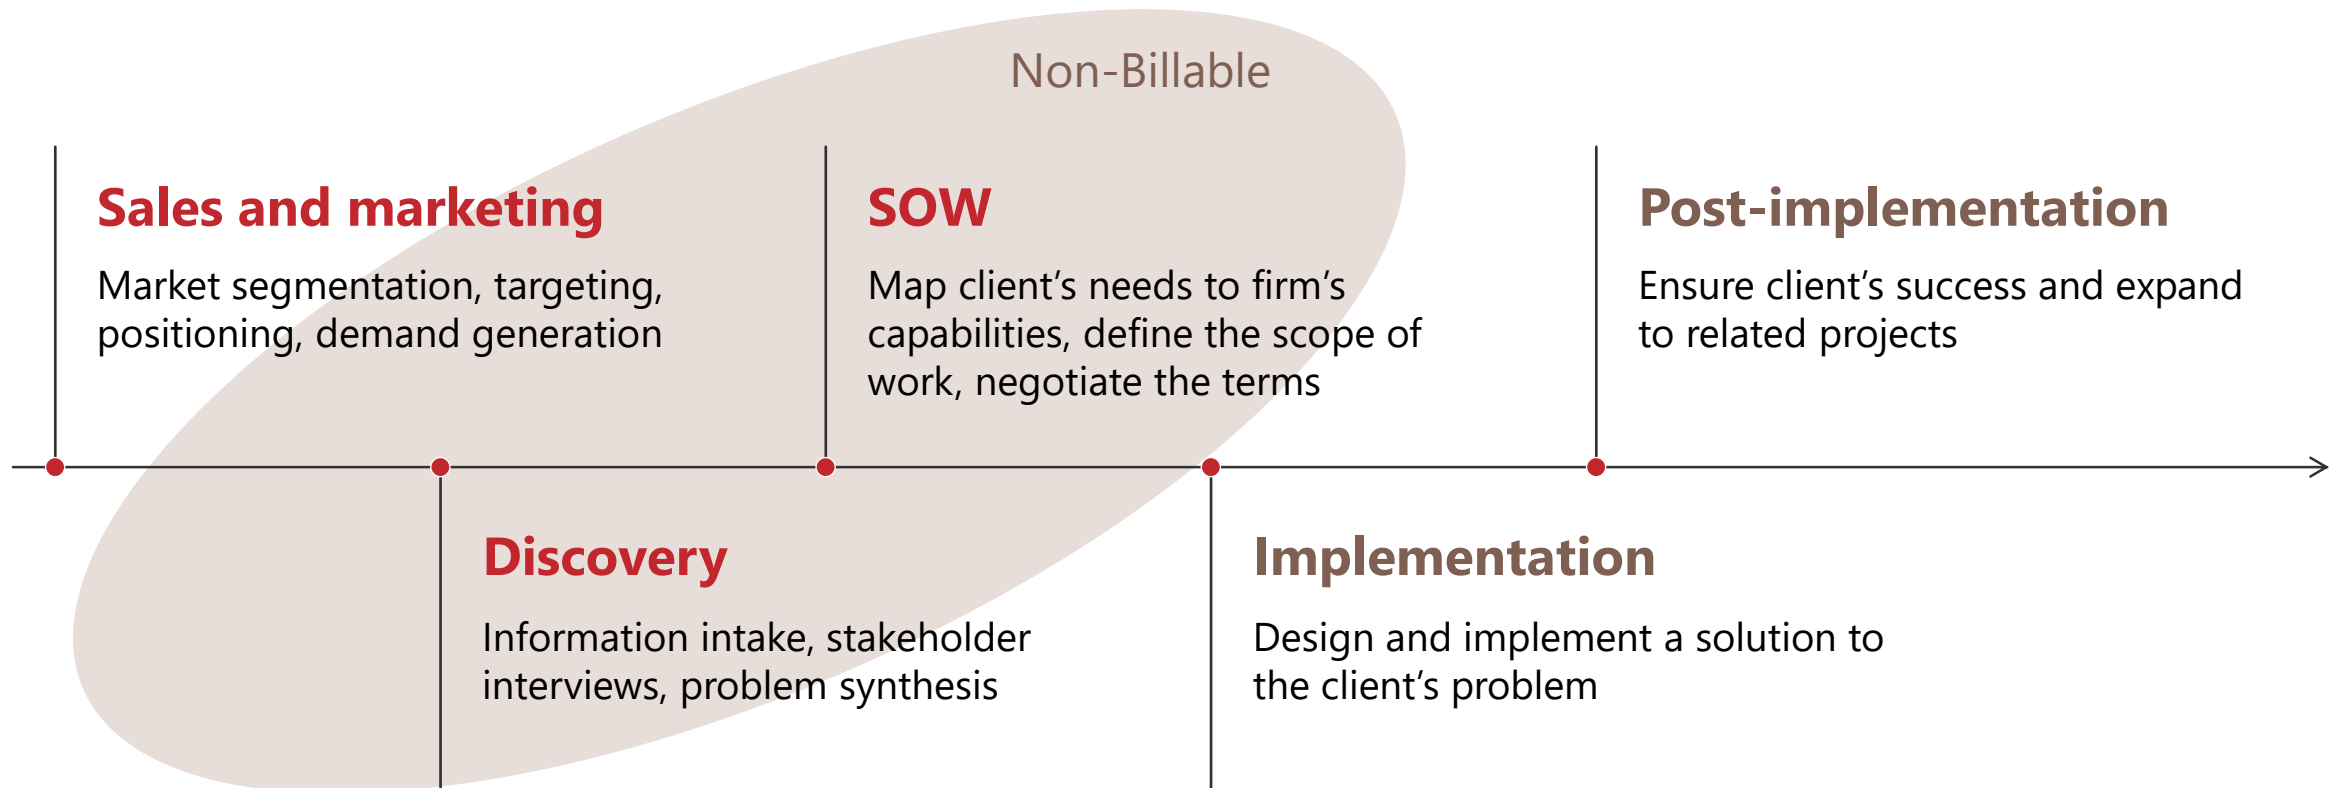 Non-Billable
Sales and marketing
Market segmentation, targeting,
positioning, demand generation
SOW
Map client’s needs to firm’s
capabilities, define the scope of
work, negotiate the terms
Post-implementation
Ensure client’s success and expand
to related projects
Discovery
Information intake, stakeholder
interviews, problem synthesis
Implementation
Design and implement a solution to
the client’s problem